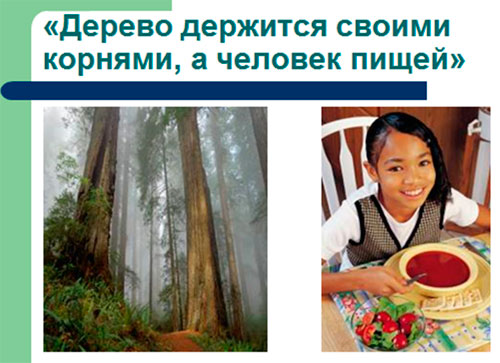 «Дерево держится своими
корнями, а человек пищей»